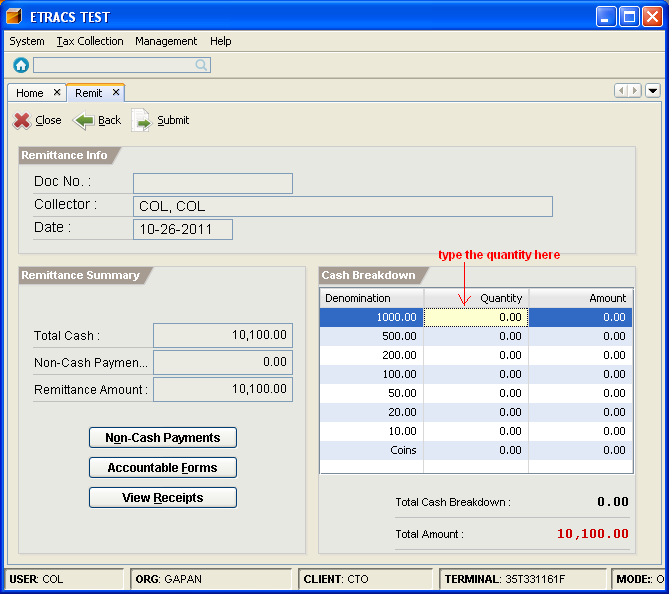 ETRACS TEST
System Tax Collection Management Help
Home Remit
Close Back Submit
Remittance Info
Doc No. :
Collector : COL, COL
Date : 10-26-2011
type the quantity here
Remittance Summary
Total Cash : 10,100.00
Non-Cash Paymen... 0.00
Remittance Amount : 10,100.00
Non-Cash Payments
Accountable Forms
View Receipts
Cash Breakdown
Denomination Quantity Amount
1000.00 0.00 0.00
500.00 0.00 0.00
200.00 0.00 0.00
100.00 0.00 0.00
50.00 0.00 0.00
20.00 0.00 0.00
10.00 0.00 0.00
Coins 0.00 0.00
Total Cash Breakdown : 0.00
Total Amount : 10,100.00
USER: COL ORG: GAPAN CLIENT: CTO TERMINAL: 35T331161F MODE:: O